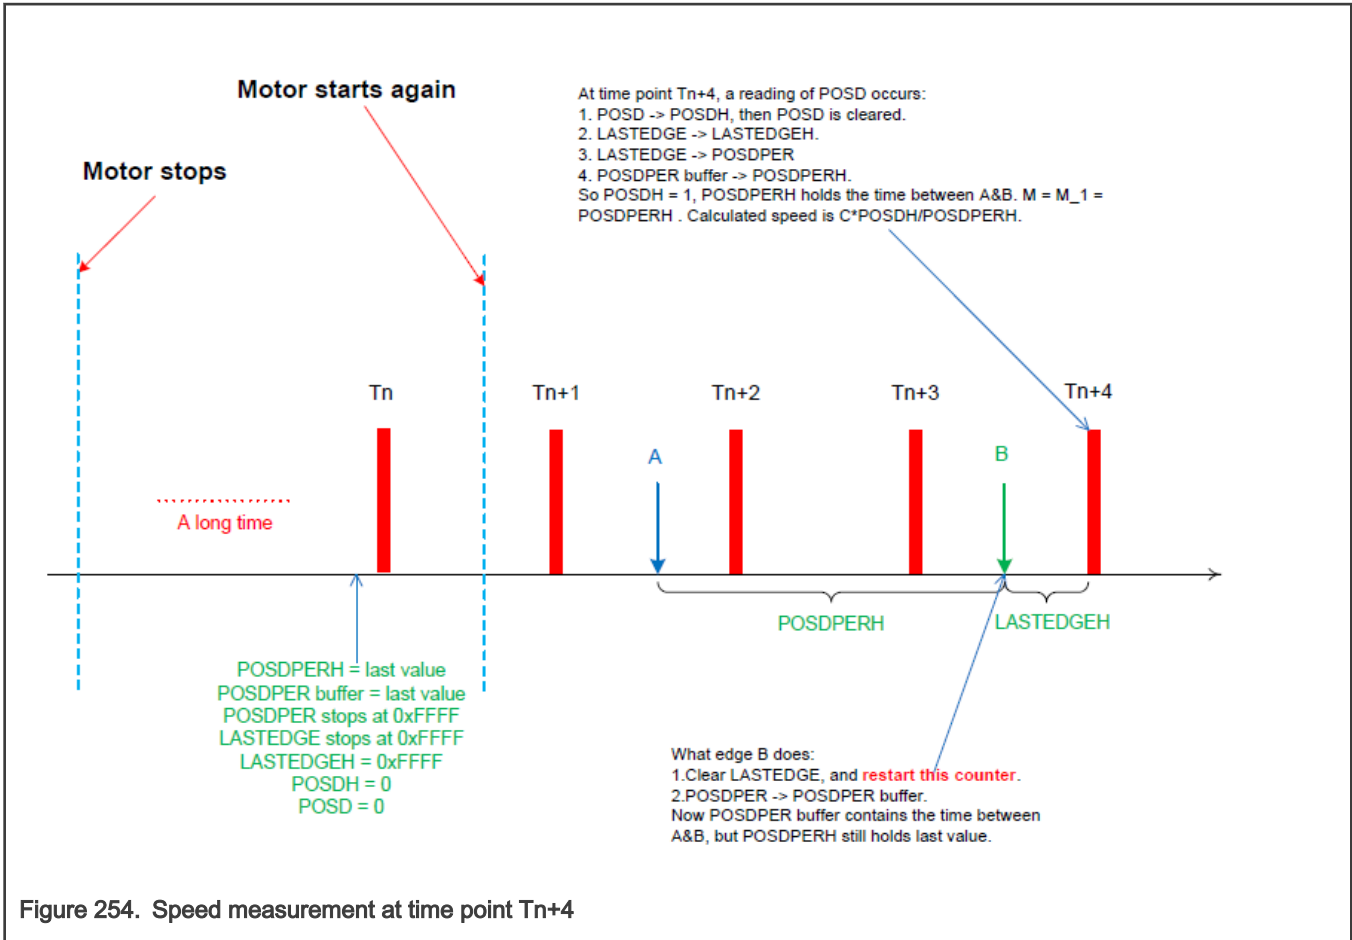 Motor starts again
Motor stops
At time point Tn+4, a reading of POSD occurs:
1. POSD -> POSDH, then POSD is cleared.
2. LASTEDGE -> LASTEDGEH.
3. LASTEDGE -> POSDPER
4. POSDPER buffer -> POSDPERH.
So POSDH = 1, POSDPERH holds the time between A&B. M = M_1 =
POSDPERH . Calculated speed is C*POSDH/POSDPERH.
Tn
Tn+1
Tn+2
Tn+3
Tn+4
A
B
A long time
POSDPERH
LASTEDGEH
POSDPERH = last value
POSDPER buffer = last value
POSDPER stops at 0xFFFF
LASTEDGE stops at 0xFFFF
LASTEDGEH = 0xFFFF
POSDH = 0
POSD = 0
What edge B does:
1.Clear LASTEDGE, and restart this counter.
2.POSDPER -> POSDPER buffer.
Now POSDPER buffer contains the time between
A&B, but POSDPERH still holds last value.
Figure 254. Speed measurement at time point Tn+4